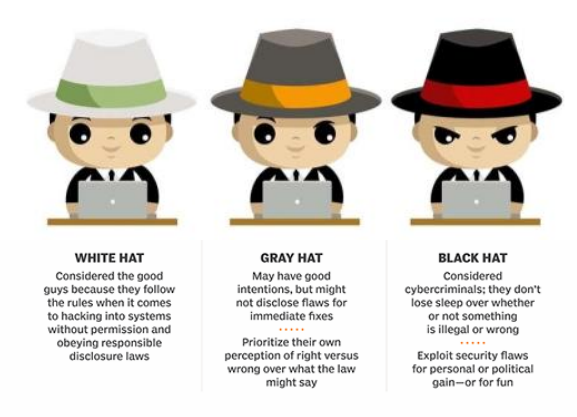 WHITE HAT
Considered the good
guys because they follow
the rules when it comes
to hacking into systems
without permission and
obeying responsible
disclosure laws
GRAY HAT
May have good
intentions, but might
not disclose flaws for
immediate fixes
Prioritize their own
perception of right versus
wrong over what the law
might say
BLACK HAT
Considered
cybercriminals; they don't
lose sleep over whether
or not something
is illegal or wrong
Exploit security flaws
for personal or political
gain—or for fun